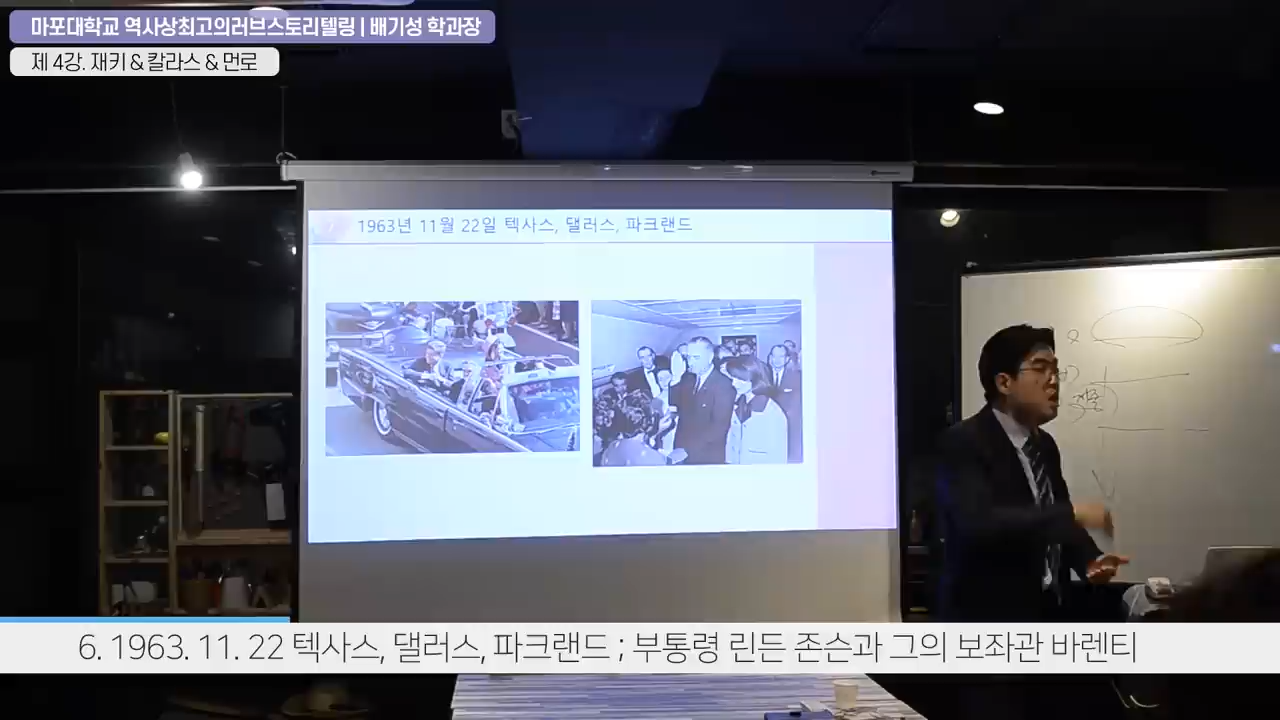 마포대학교 역사상최고의러브스토리텔링 | 배기성 학과장
제 4강. 재키 & 칼라스 & 먼로
1963년 11월 22일 텍사스, 댈러스, 파크랜드
6. 1963. 11. 22 텍사스, 댈러스, 파크랜드 ; 부통령 린든 존슨과 그의 보좌관 바렌티